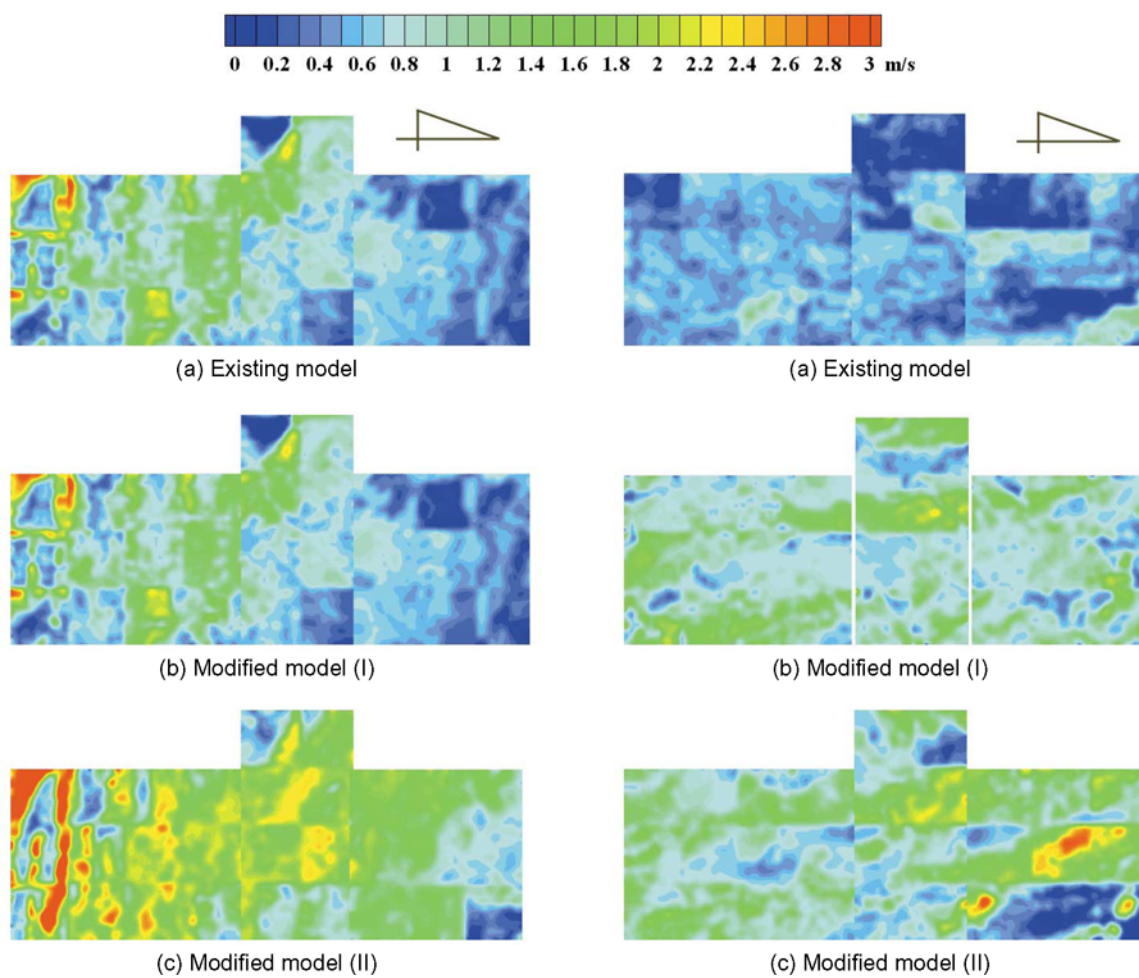 0 0.2 0.4 0.6 0.8 1 1.2 1.4 1.6 1.8 2 2.2 2.4 2.6 2.8 3 m/s
(a) Existing model
(a) Existing model
(b) Modified model (I)
(b) Modified model (I)
(c) Modified model (II)
(c) Modified model (II)